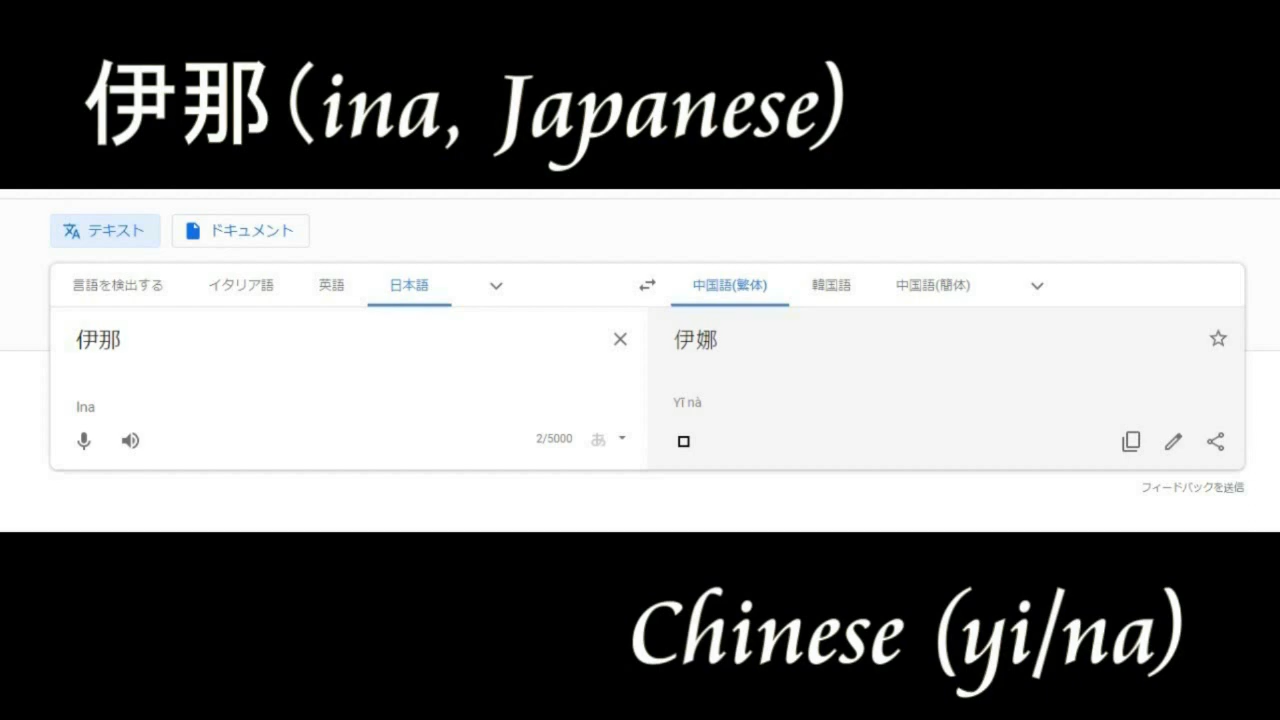 伊那(ina, Japanese)
テキスト ドキュメント
言語を検出する イタリア語 英語 日本語 中国語(繁体) 韓国語 中国語(簡体)
伊那 伊娜
Ina Yī nà
2/5000 あ
フィードバックを送信
Chinese (yi/na)